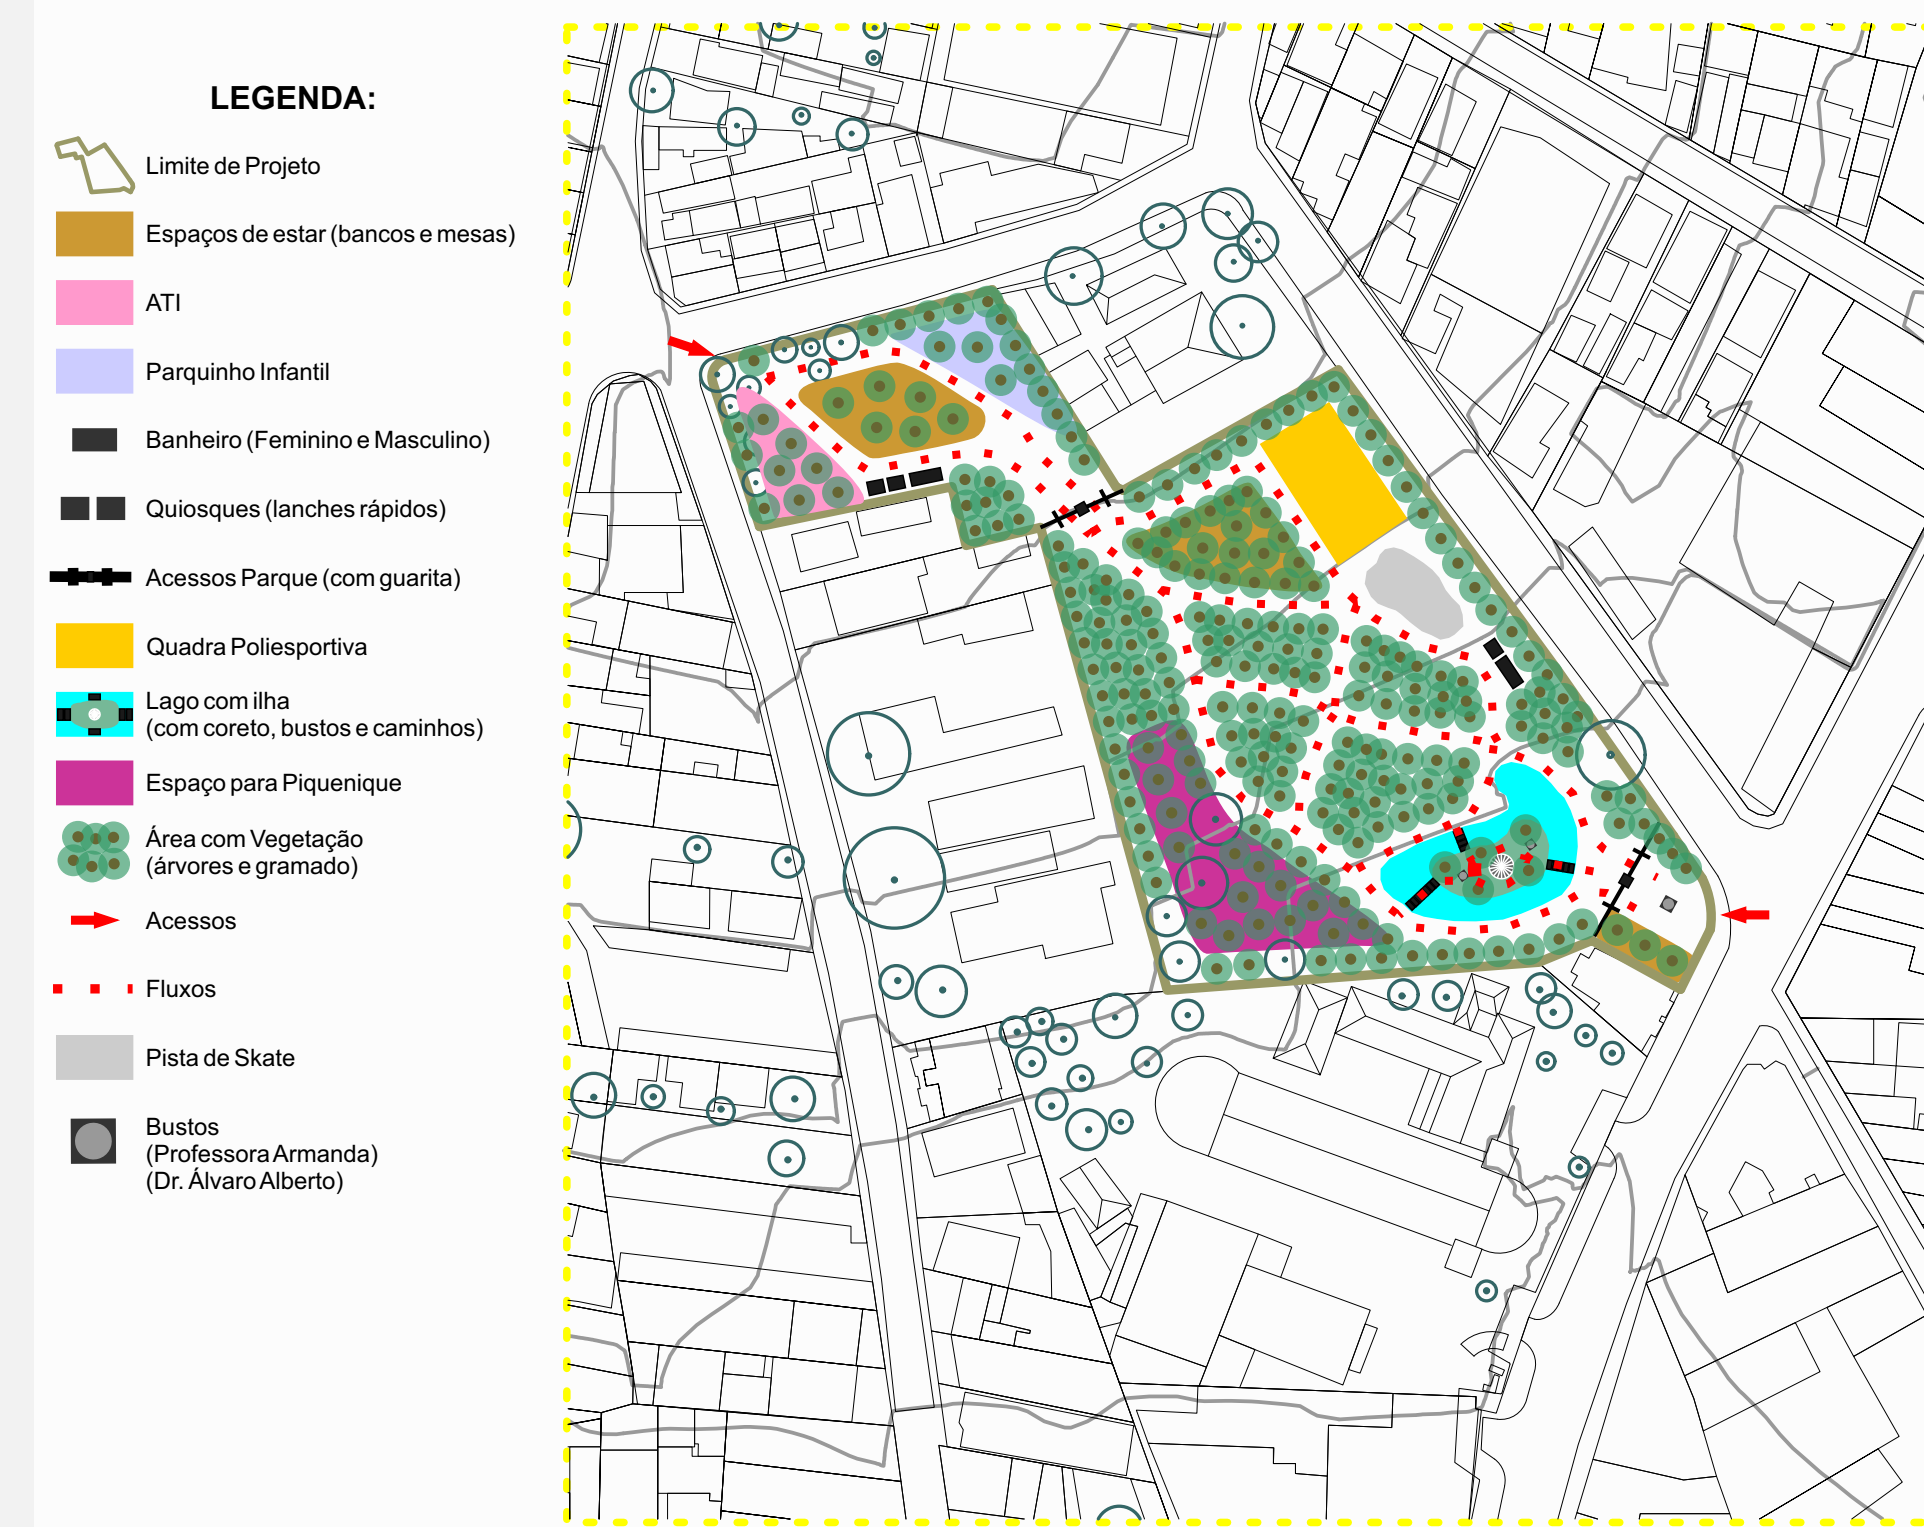 LEGENDA:
Limite de Projeto
Espaços de estar (bancos e mesas)
ATI
Parquinho Infantil
Banheiro (Feminino e Masculino)
Quiosques (lanches rápidos)
Acessos Parque (com guarita)
Quadra Poliesportiva
Lago com ilha
(com coreto, bustos e caminhos)
Espaço para Piquenique
Área com Vegetação
(árvores e gramado)
Acessos
Fluxos
Pista de Skate
Bustos
(Professora Armanda)
(Dr. Álvaro Alberto)